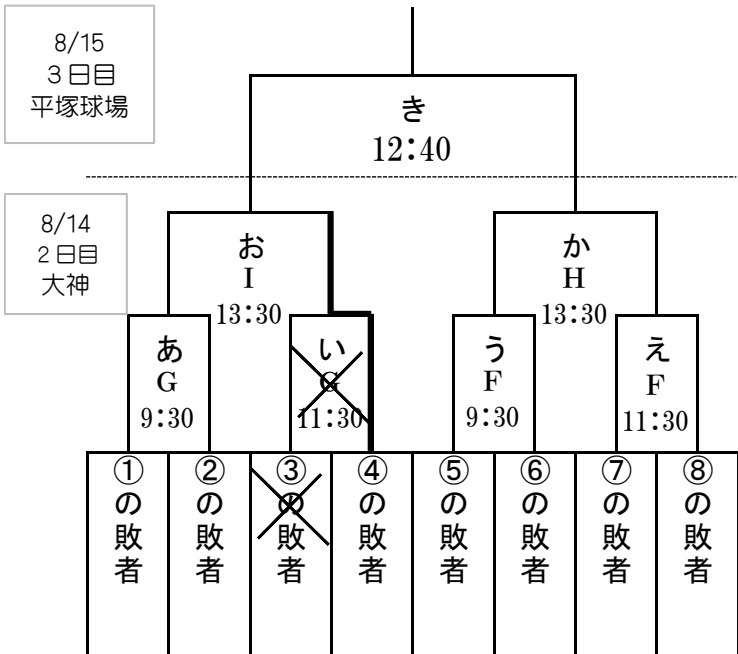 8/15
3日目
平塚球場
き
12:40
8/14
2日目
大神
お
I
13:30
か
H
13:30
あ
G
9:30
い
G
11:30
う
F
9:30
え
F
11:30
①の敗者
②の敗者
③の敗者
④の敗者
⑤の敗者
⑥の敗者
⑦の敗者
⑧の敗者